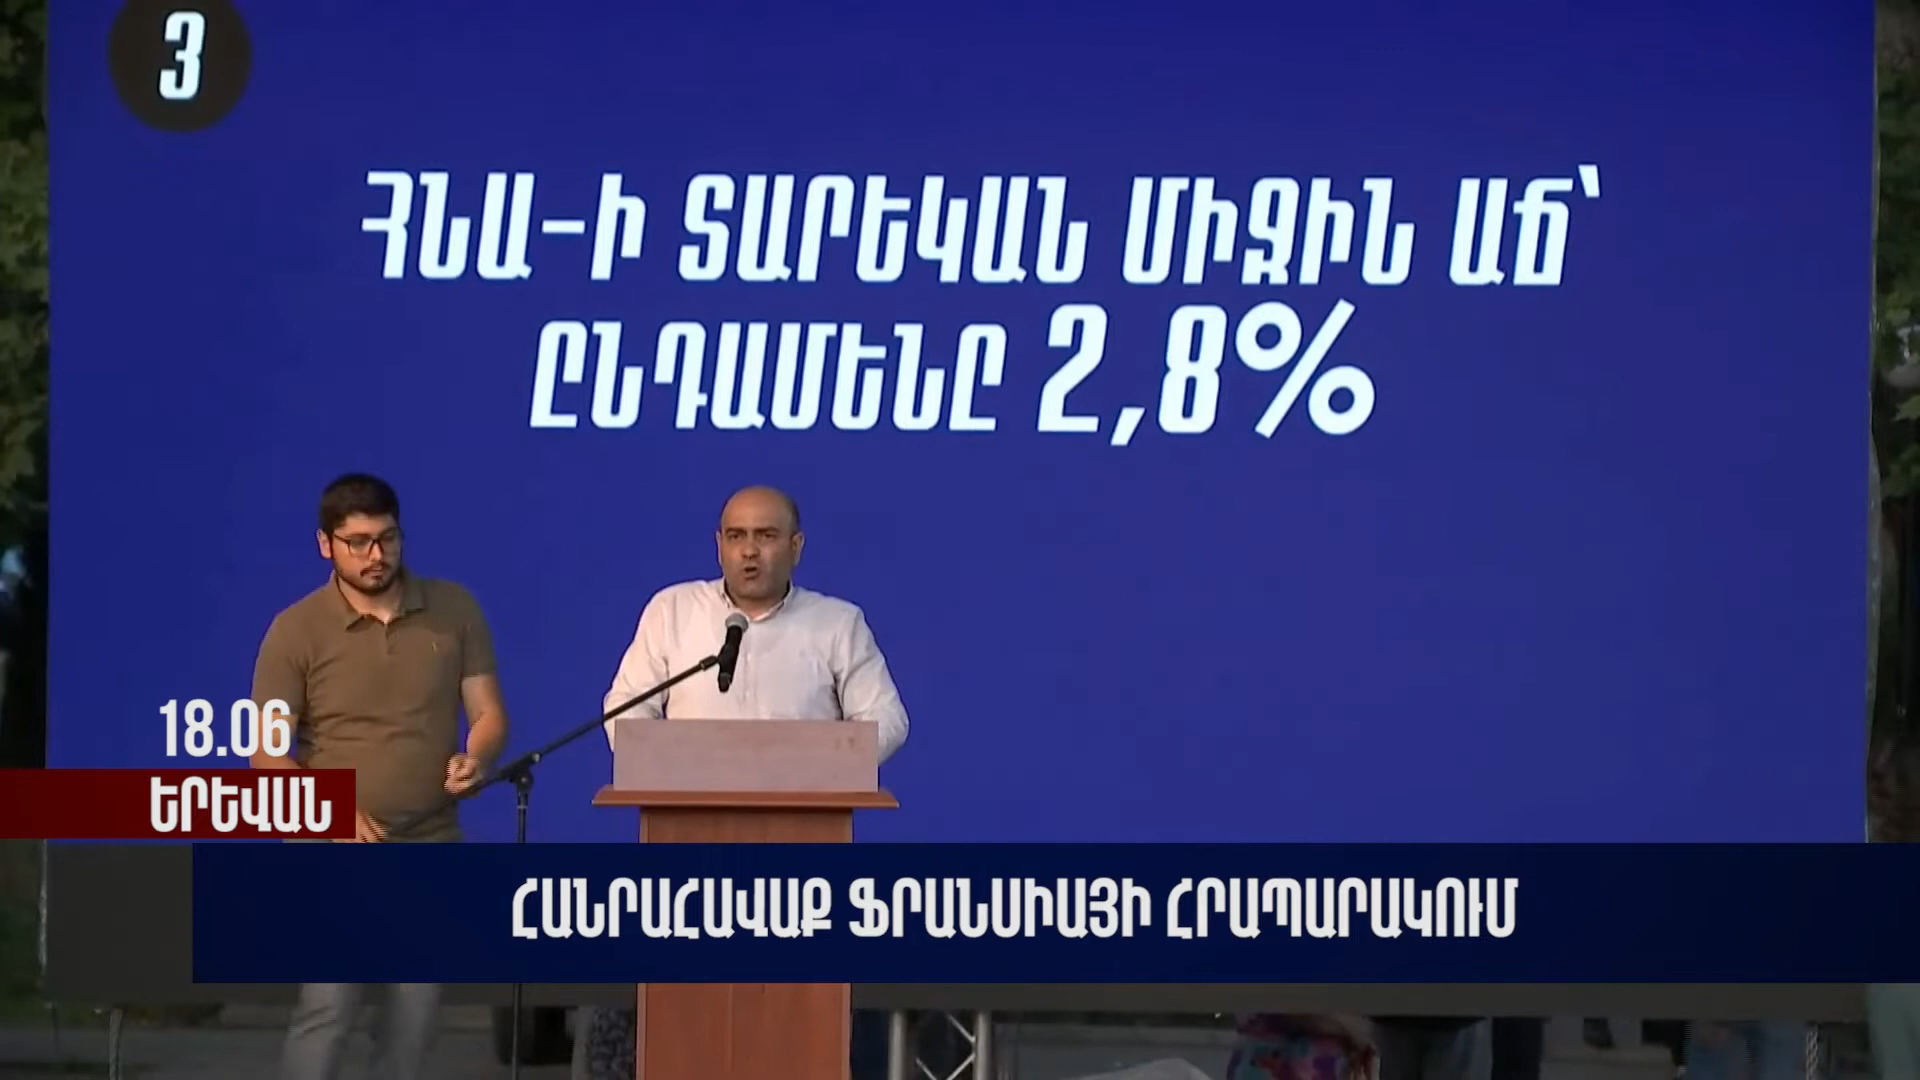 3
ՀՆԱ-Ի ՏԱՐԵԿԱՆ ՄԻՋԻՆ ԱՃ՝
ԸՆԴԱՄԵՆԸ 2,8%
18.06
ԵՐԵՎԱՆ
ՀԱՆՐԱՀԱՎԱՔ ՖՐԱՆՍԻԱՅԻ ՀՐԱՊԱՐԱԿՈՒՄ